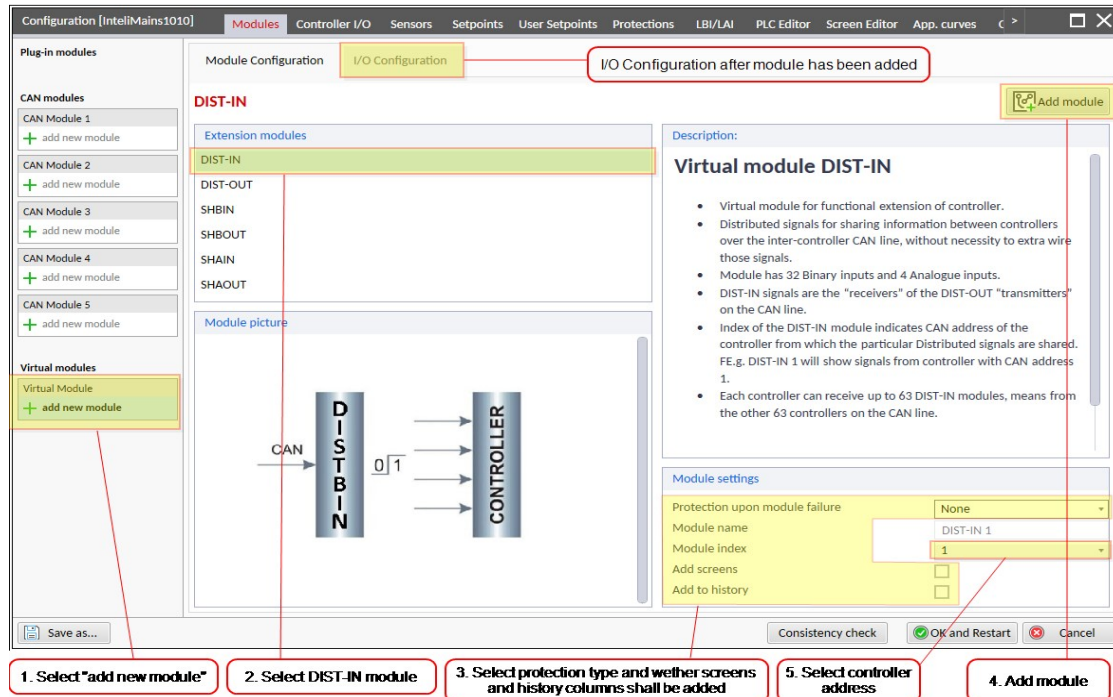 Configuration [InteliMains1010]
Modules Controller I/O Sensors Setpoints User Setpoints Protections LBI/LAI PLC Editor Screen Editor App. curves
Plug-in modules
CAN modules
CAN Module 1
add new module
CAN Module 2
add new module
CAN Module 3
add new module
CAN Module 4
add new module
CAN Module 5
add new module
Virtual modules
Virtual Module
add new module
Module Configuration I/O Configuration
I/O Configuration after module has been added
DIST-IN
Add module
Extension modules
DIST-IN
DIST-OUT
SHBIN
SHBOUT
SHAIN
SHAOUT
Module picture
CAN
DISTBIN
0 1
CONTROLLER
Description:
Virtual module DIST-IN
• Virtual module for functional extension of controller.
• Distributed signals for sharing information between controllers
over the inter-controller CAN line, without necessity to extra wire
those signals.
• Module has 32 Binary inputs and 4 Analogue inputs.
• DIST-IN signals are the "receivers" of the DIST-OUT "transmitters"
on the CAN line.
• Index of the DIST-IN module indicates CAN address of the
controller from which the particular Distributed signals are shared.
FE.g. DIST-IN 1 will show signals from controller with CAN address
1.
• Each controller can receive up to 63 DIST-IN modules, means from
the other 63 controllers on the CAN line.
Module settings
Protection upon module failure None
Module name DIST-IN 1
Module index 1
Add screens
Add to history
Save as...
Consistency check
OK and Restart
Cancel
1. Select "add new module"
2. Select DIST-IN module
3. Select protection type and wether screens
and history columns shall be added
5. Select controller
address
4. Add module